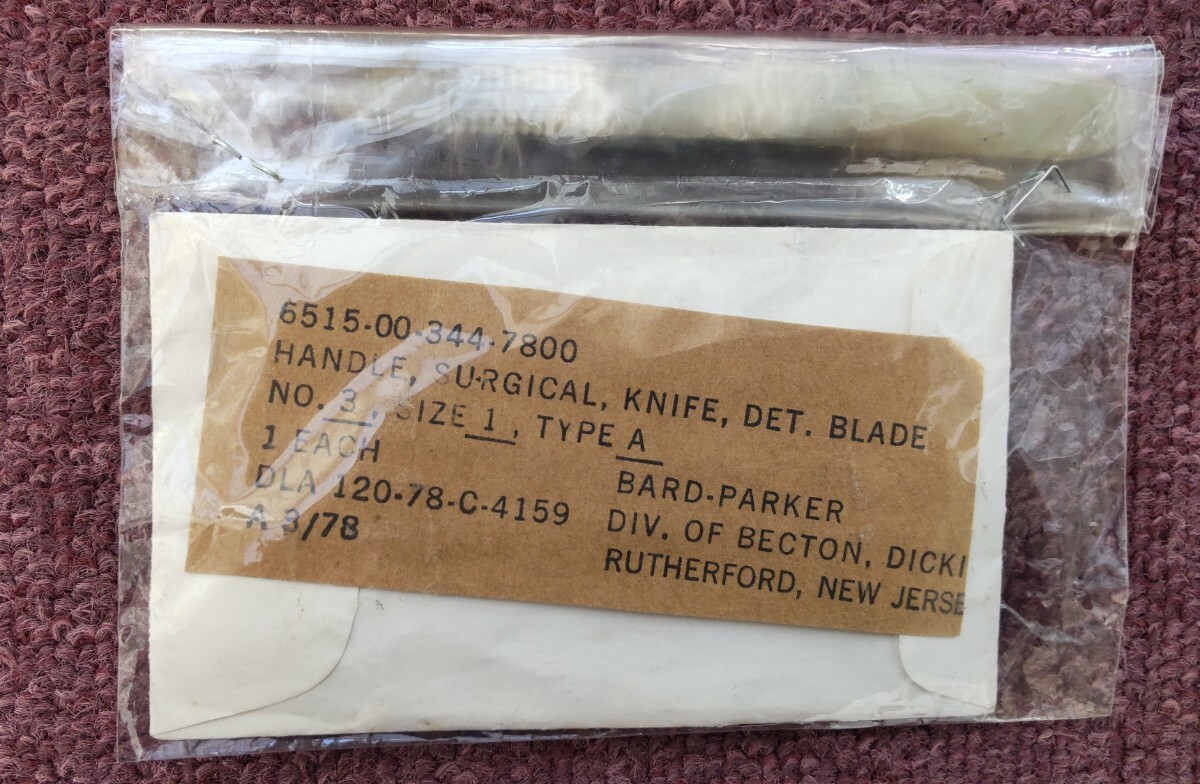 6515-00-344-7800
HANDLE, SURGICAL, KNIFE, DET. BLADE
NO. 3, SIZE 1, TYPE A
1 EACH
BARD-PARKER
DLA 120-78-C-4159
DIV. OF BECTON, DICKI
A 3/78
RUTHERFORD, NEW JERSE